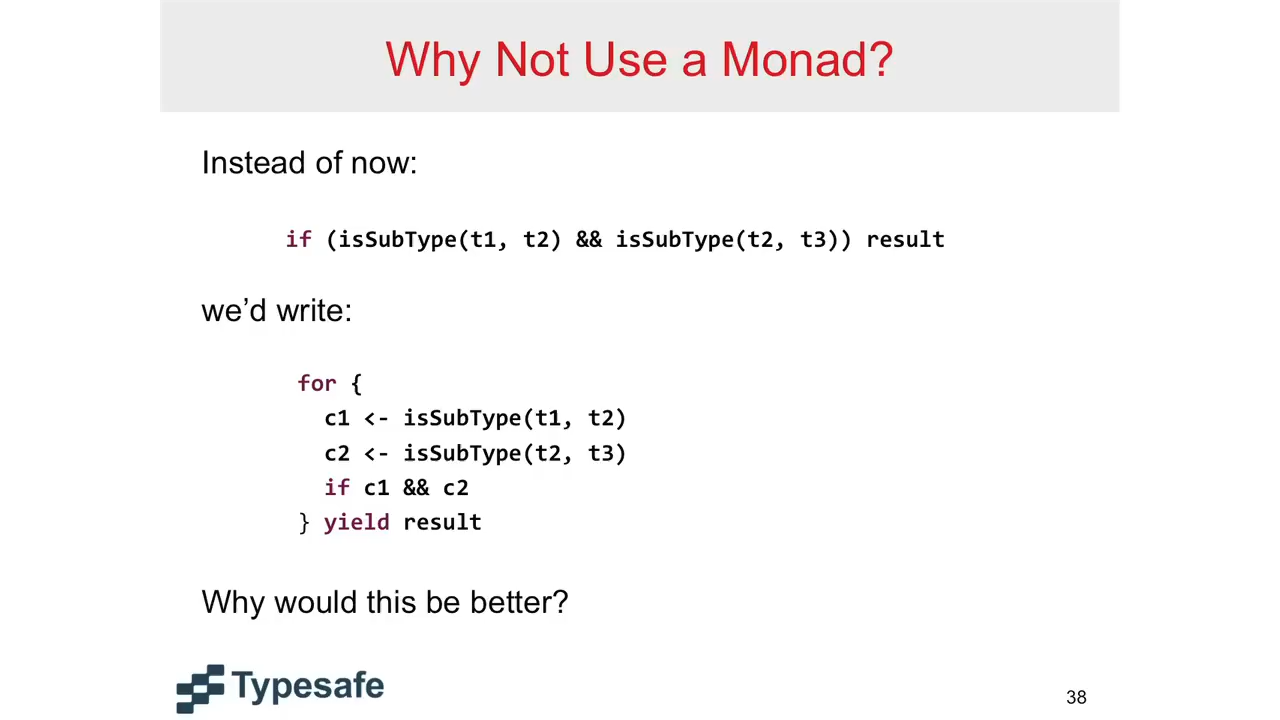 Why Not Use a Monad?
Instead of now:
if (isSubType(t1, t2) && isSubType(t2, t3)) result
we’d write:
for {
c1 <- isSubType(t1, t2)
c2 <- isSubType(t2, t3)
if c1 && c2
} yield result
Why would this be better?
Typesafe
38